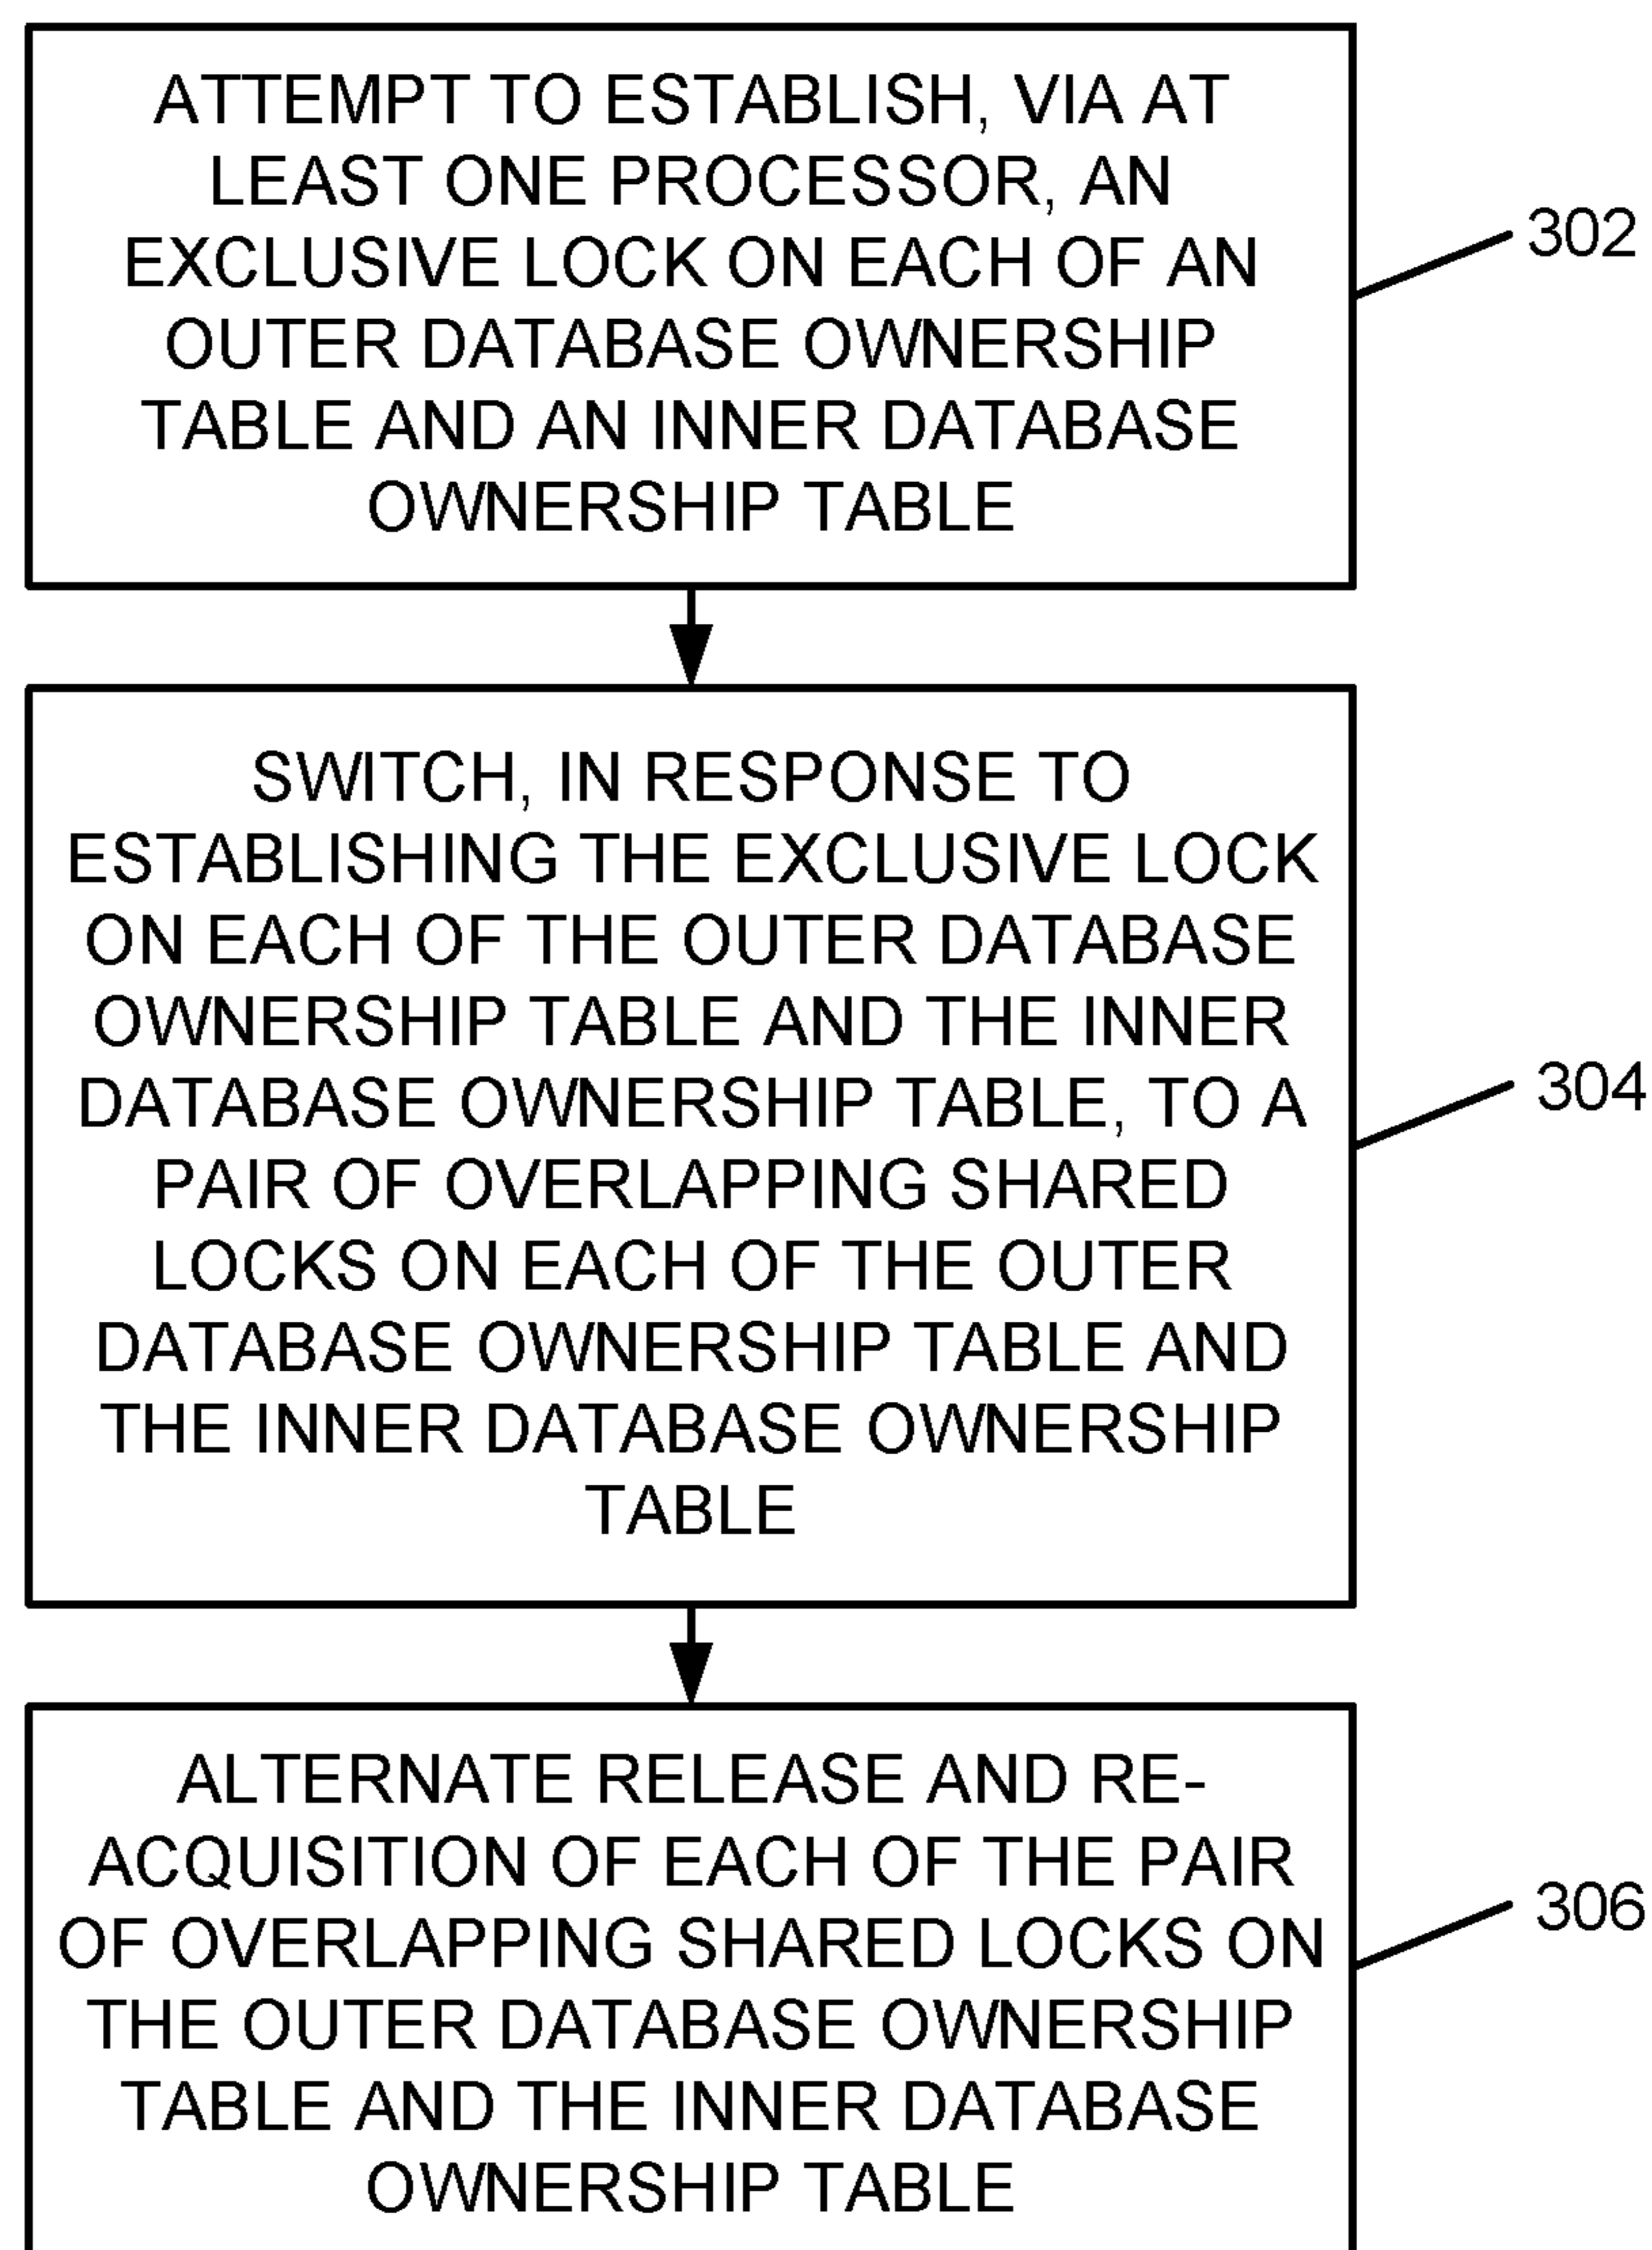 ATTEMPT TO ESTABLISH, VIA AT
LEAST ONE PROCESSOR, AN
EXCLUSIVE LOCK ON EACH OF AN
OUTER DATABASE OWNERSHIP
TABLE AND AN INNER DATABASE
OWNERSHIP TABLE
302
SWITCH, IN RESPONSE TO
ESTABLISHING THE EXCLUSIVE LOCK
ON EACH OF THE OUTER DATABASE
OWNERSHIP TABLE AND THE INNER
DATABASE OWNERSHIP TABLE, TO A
PAIR OF OVERLAPPING SHARED
LOCKS ON EACH OF THE OUTER
DATABASE OWNERSHIP TABLE AND
THE INNER DATABASE OWNERSHIP
TABLE
304
ALTERNATE RELEASE AND RE-
ACQUISITION OF EACH OF THE PAIR
OF OVERLAPPING SHARED LOCKS ON
THE OUTER DATABASE OWNERSHIP
TABLE AND THE INNER DATABASE
OWNERSHIP TABLE
306